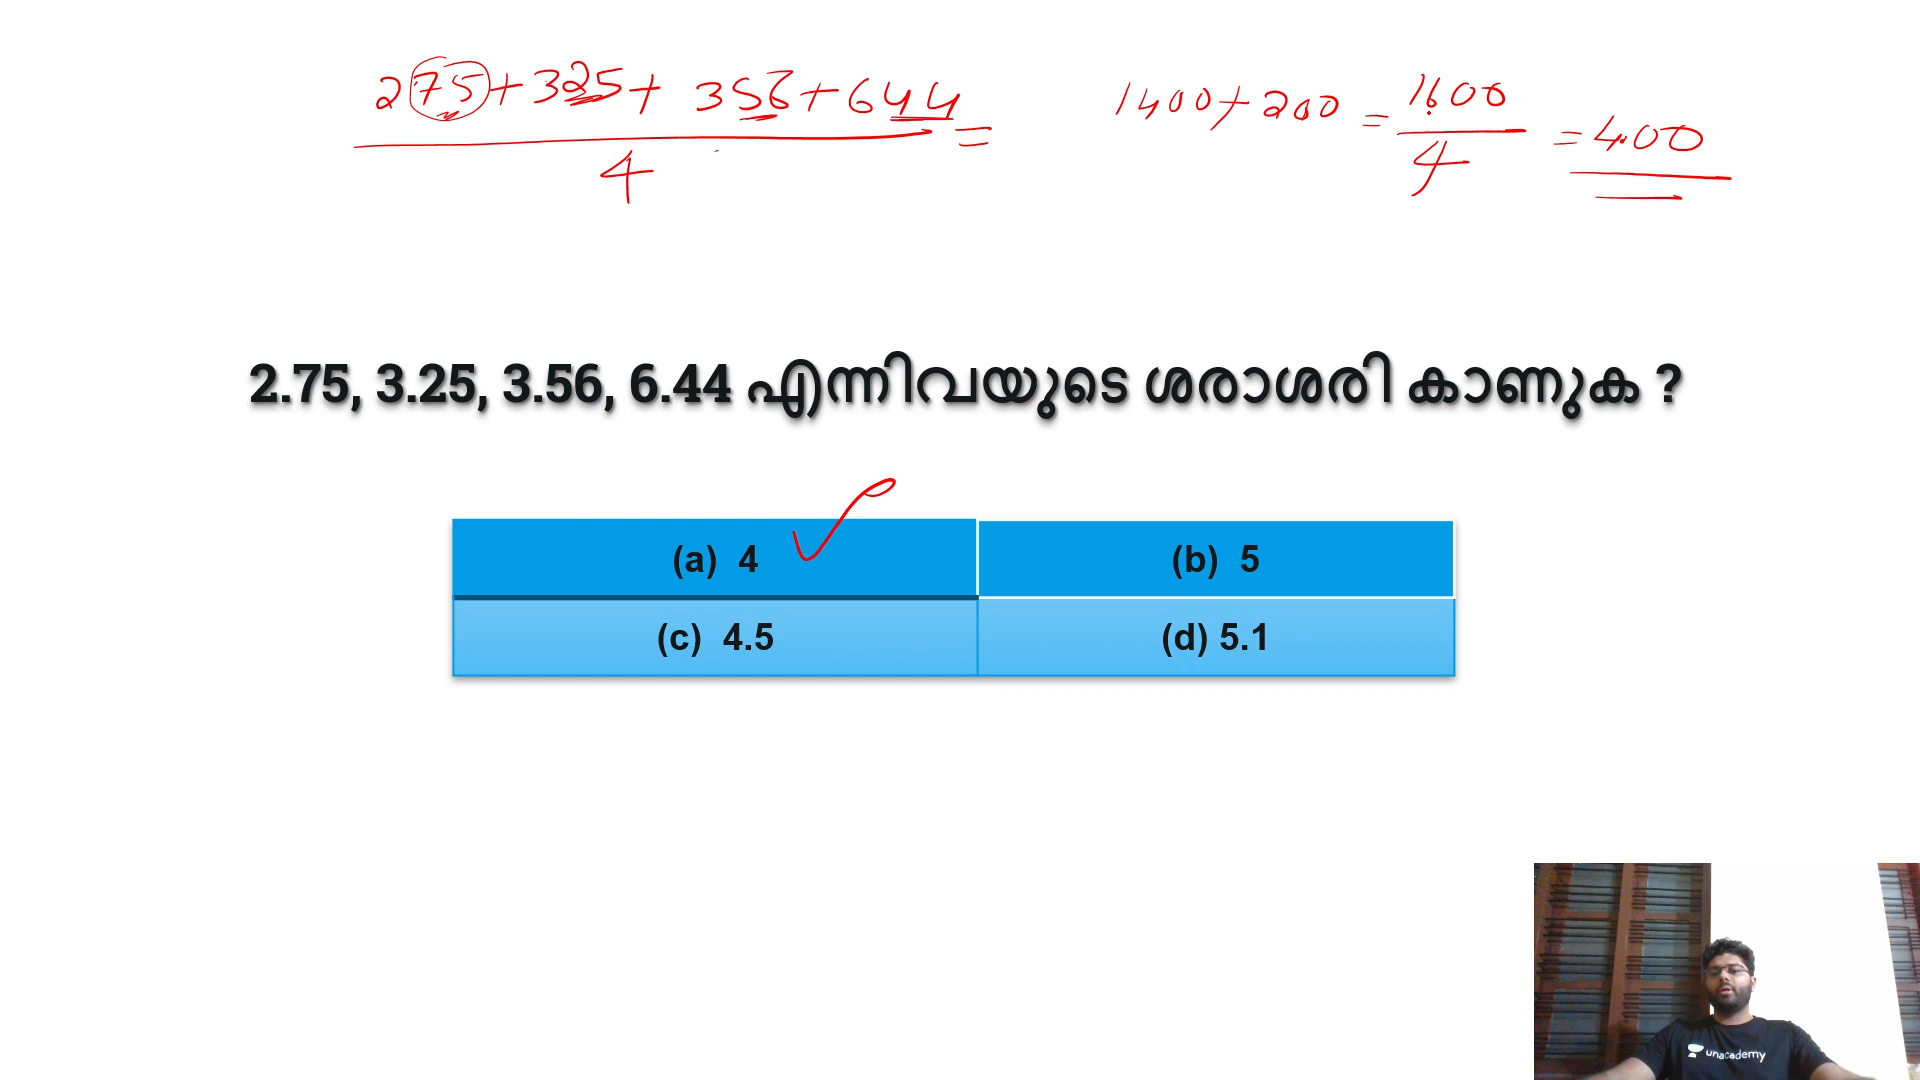 275+325+ 356+644 =
4
1400+200 = 1600
4
= 400
2.75, 3.25, 3.56, 6.44 എന്നിവയുടെ ശരാശരി കാണുക ?
(a) 4
(b) 5
(c) 4.5
(d) 5.1
unacademy